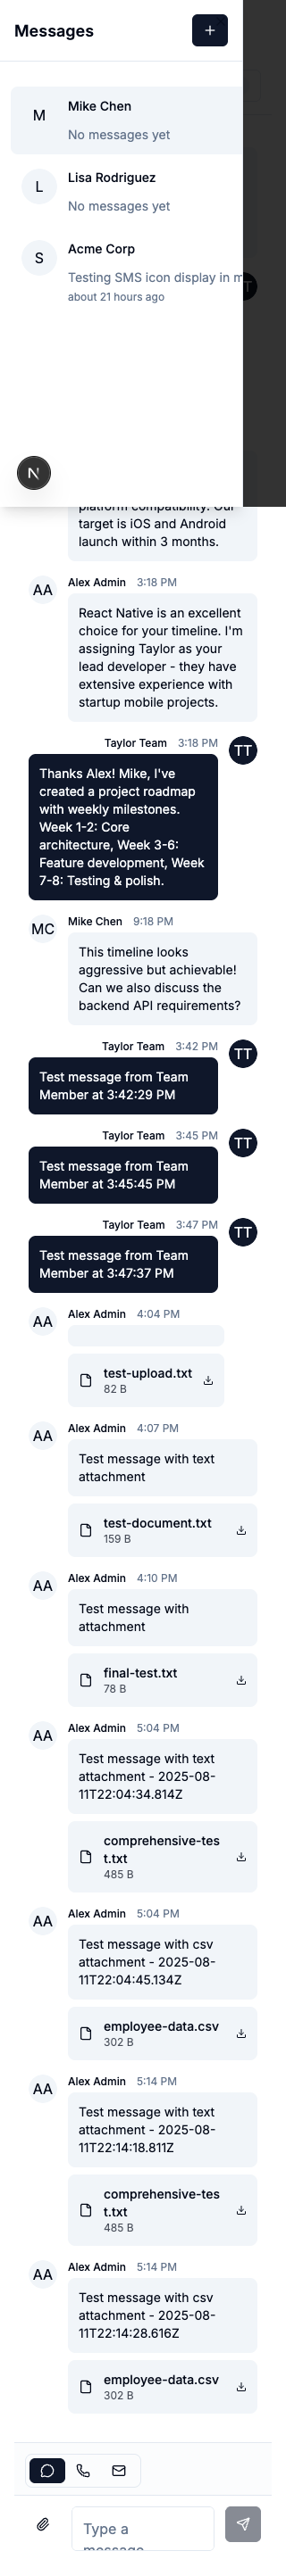 Messages
M
Mike Chen
No messages yet
L
Lisa Rodriguez
No messages yet
S
Acme Corp
Testing SMS icon display in m
about 21 hours ago
T
N
platform compatibility. Our
target is iOS and Android
launch within 3 months.
AA
Alex Admin 3:18 PM
React Native is an excellent
choice for your timeline. I'm
assigning Taylor as your
lead developer - they have
extensive experience with
startup mobile projects.
Taylor Team 3:18 PM
TT
Thanks Alex! Mike, I've
created a project roadmap
with weekly milestones.
Week 1-2: Core
architecture, Week 3-6:
Feature development, Week
7-8: Testing & polish.
MC
Mike Chen 9:18 PM
This timeline looks
aggressive but achievable!
Can we also discuss the
backend API requirements?
Taylor Team 3:42 PM
TT
Test message from Team
Member at 3:42:29 PM
Taylor Team 3:45 PM
TT
Test message from Team
Member at 3:45:45 PM
Taylor Team 3:47 PM
TT
Test message from Team
Member at 3:47:37 PM
AA
Alex Admin 4:04 PM
test-upload.txt
82 B
AA
Alex Admin 4:07 PM
Test message with text
attachment
test-document.txt
159 B
AA
Alex Admin 4:10 PM
Test message with
attachment
final-test.txt
78 B
AA
Alex Admin 5:04 PM
Test message with text
attachment - 2025-08-
11T22:04:34.814Z
comprehensive-tes
t.txt
485 B
AA
Alex Admin 5:04 PM
Test message with csv
attachment - 2025-08-
11T22:04:45.134Z
employee-data.csv
302 B
AA
Alex Admin 5:14 PM
Test message with text
attachment - 2025-08-
11T22:14:18.811Z
comprehensive-tes
t.txt
485 B
AA
Alex Admin 5:14 PM
Test message with csv
attachment - 2025-08-
11T22:14:28.616Z
employee-data.csv
302 B
Type a
message